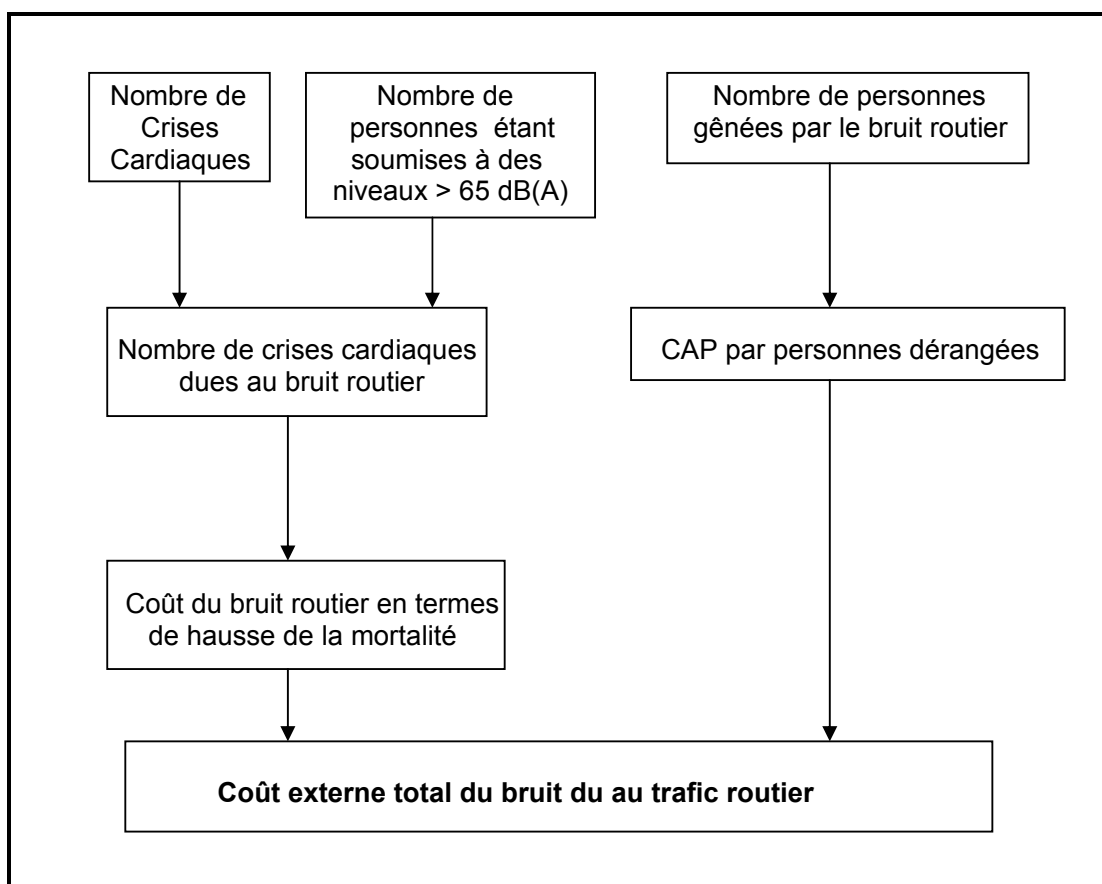 Nombre de
Crises
Cardiaques
Nombre de
personnes étant
soumises à des
niveaux > 65 dB(A)
Nombre de personnes
gênées par le bruit routier
Nombre de crises cardiaques
dues au bruit routier
CAP par personnes dérangées
Coût du bruit routier en termes
de hausse de la mortalité
Coût externe total du bruit du au trafic routier